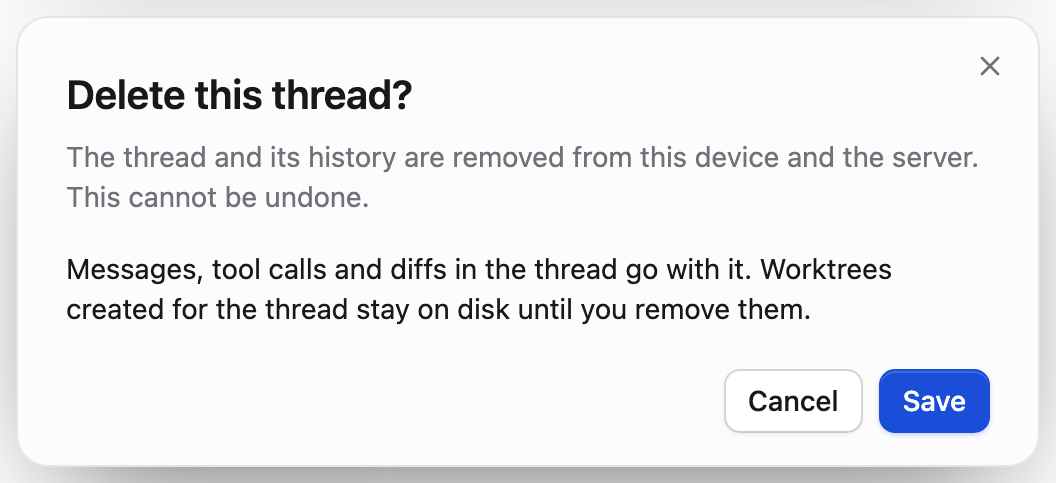 Delete this thread?
The thread and its history are removed from this device and the server.
This cannot be undone.
Messages, tool calls and diffs in the thread go with it. Worktrees
created for the thread stay on disk until you remove them.
Cancel
Save